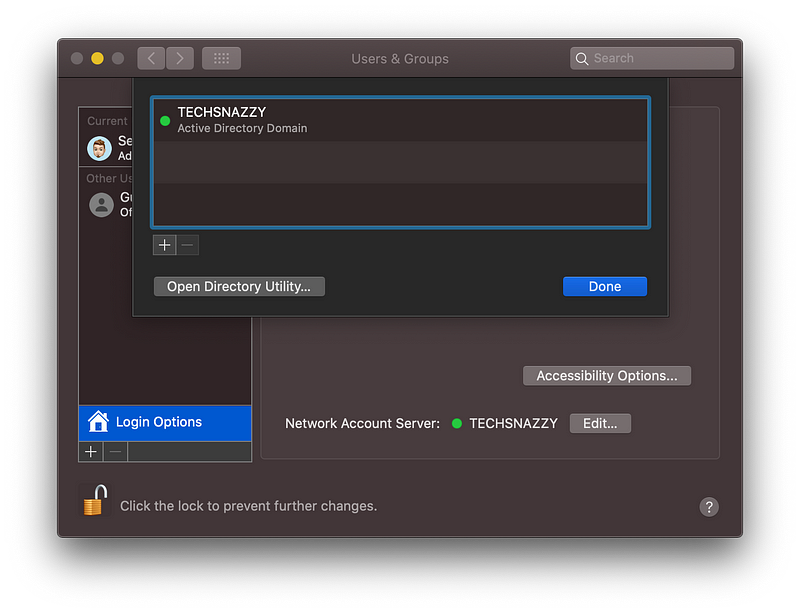 Users & Groups
Search
TECHSNAZZY
Active Directory Domain
Current
Se
Ad
Other Us
Gu
Of
Open Directory Utility...
Done
Accessibility Options...
Login Options
Network Account Server: TECHSNAZZY Edit...
Click the lock to prevent further changes.
?